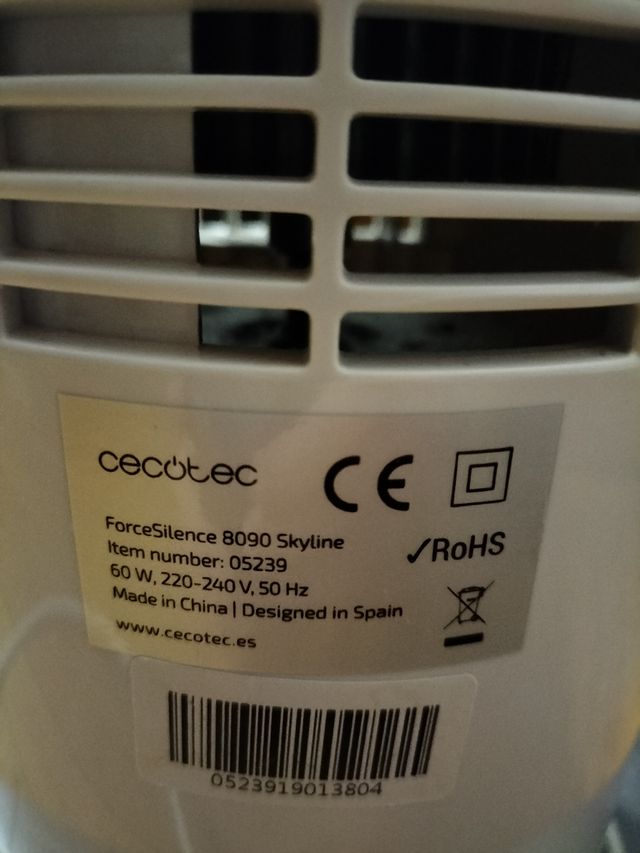 cecotec
CE
ForceSilence 8090 Skyline
Item number: 05239
✓RoHS
60 W, 220-240 V, 50 Hz
Made in China | Designed in Spain
www.cecotec.es
0523919013804